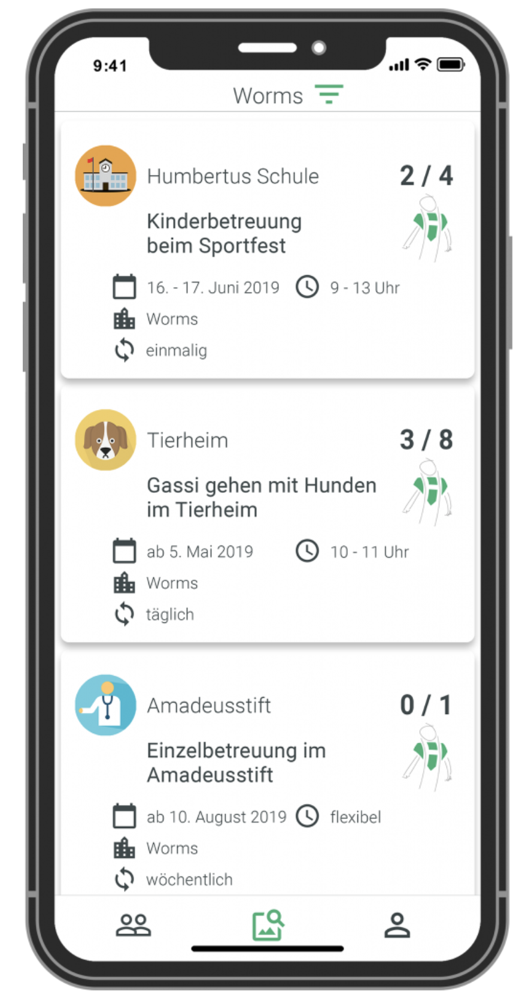 9:41
Worms
Humbertus Schule 2 / 4
Kinderbetreuung
beim Sportfest
16. - 17. Juni 2019 9 - 13 Uhr
Worms
einmalig
Tierheim 3 / 8
Gassi gehen mit Hunden
im Tierheim
ab 5. Mai 2019 10 - 11 Uhr
Worms
täglich
Amadeusstift 0 / 1
Einzelbetreuung im
Amadeusstift
ab 10. August 2019 flexibel
Worms
wöchentlich